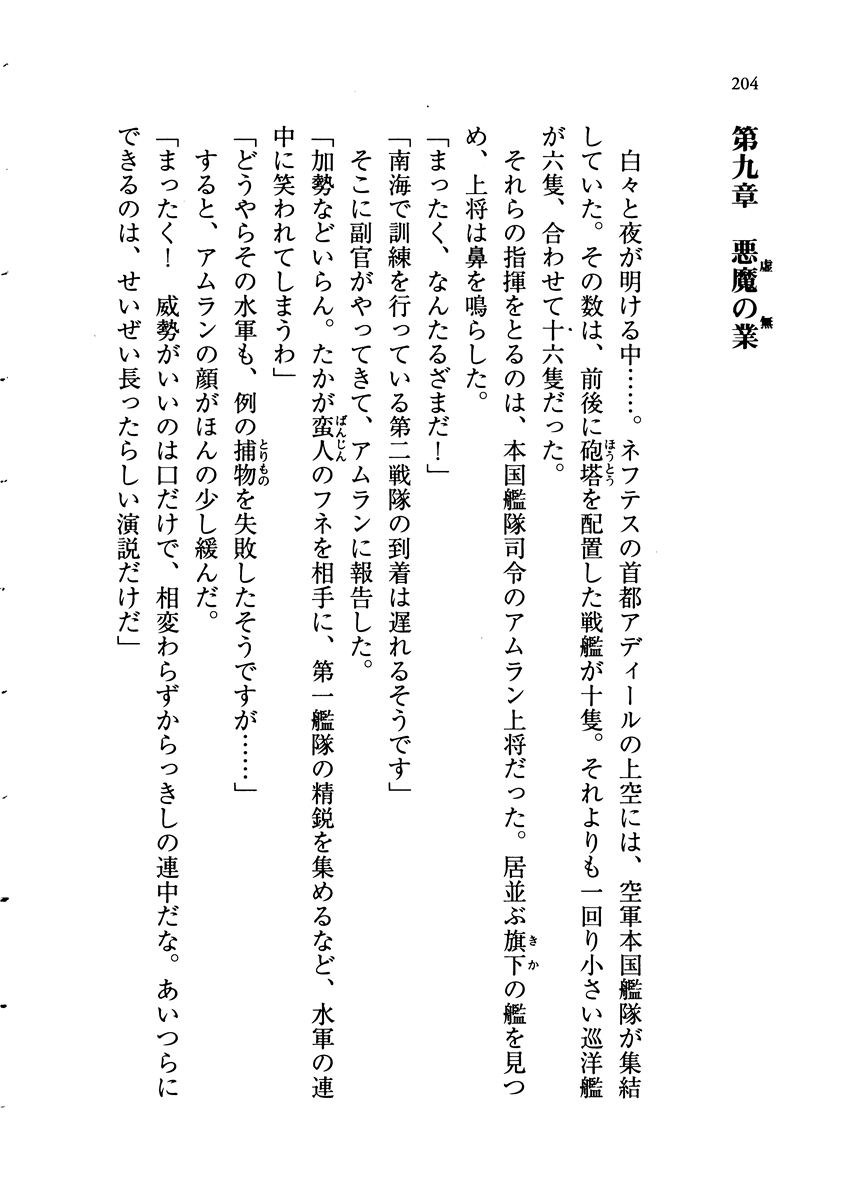 204
第九章　悪魔の業
虚無
　白々と夜が明ける中……。ネフテスの首都アディールの上空には、空軍本国艦隊が集結
していた。その数は、前後に砲塔を配置した戦艦が十隻。それよりも一回り小さい巡洋艦
ほうとう
が六隻、合わせて十六隻だった。
　それらの指揮をとるのは、本国艦隊司令のアムラン上将だった。居並ぶ旗下の艦を見つ
きか
め、上将は鼻を鳴らした。
「まったく、なんたるざまだ！」
「南海で訓練を行っている第二戦隊の到着は遅れるそうです」
　そこに副官がやってきて、アムランに報告した。
「加勢などいらん。たかが蛮人のフネを相手に、第一艦隊の精鋭を集めるなど、水軍の連
ばんじん
中に笑われてしまうわ」
「どうやらその水軍も、例の捕物を失敗したそうですが……」
とりもの
　すると、アムランの顔がほんの少し緩んだ。
「まったく！　威勢がいいのは口だけで、相変わらずからっきしの連中だな。あいつらに
できるのは、せいぜい長ったらしい演説だけだ」